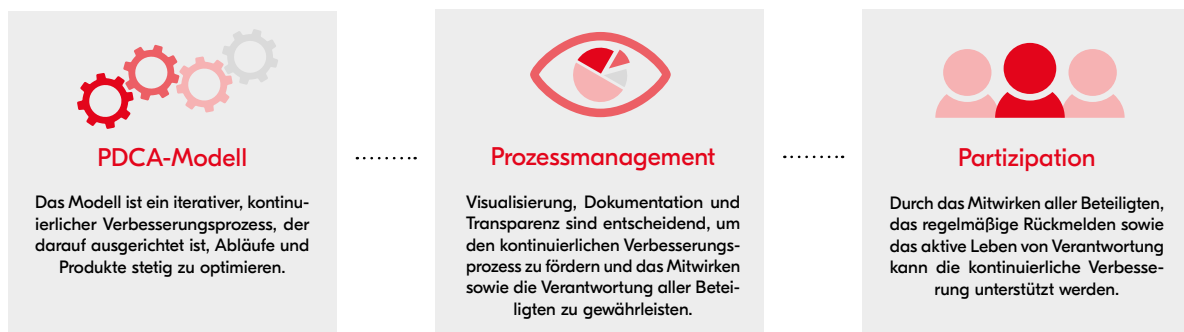 PDCA-Modell
Das Modell ist ein iterativer, kontinu-
ierlicher Verbesserungsprozess, der
darauf ausgerichtet ist, Abläufe und
Produkte stetig zu optimieren.
Prozessmanagement
Visualisierung, Dokumentation und
Transparenz sind entscheidend, um
den kontinuierlichen Verbesserungs-
prozess zu fördern und das Mitwirken
sowie die Verantwortung aller Betei-
ligten zu gewährleisten.
Partizipation
Durch das Mitwirken aller Beteiligten,
das regelmäßige Rückmelden sowie
das aktive Leben von Verantwortung
kann die kontinuierliche Verbesse-
rung unterstützt werden.